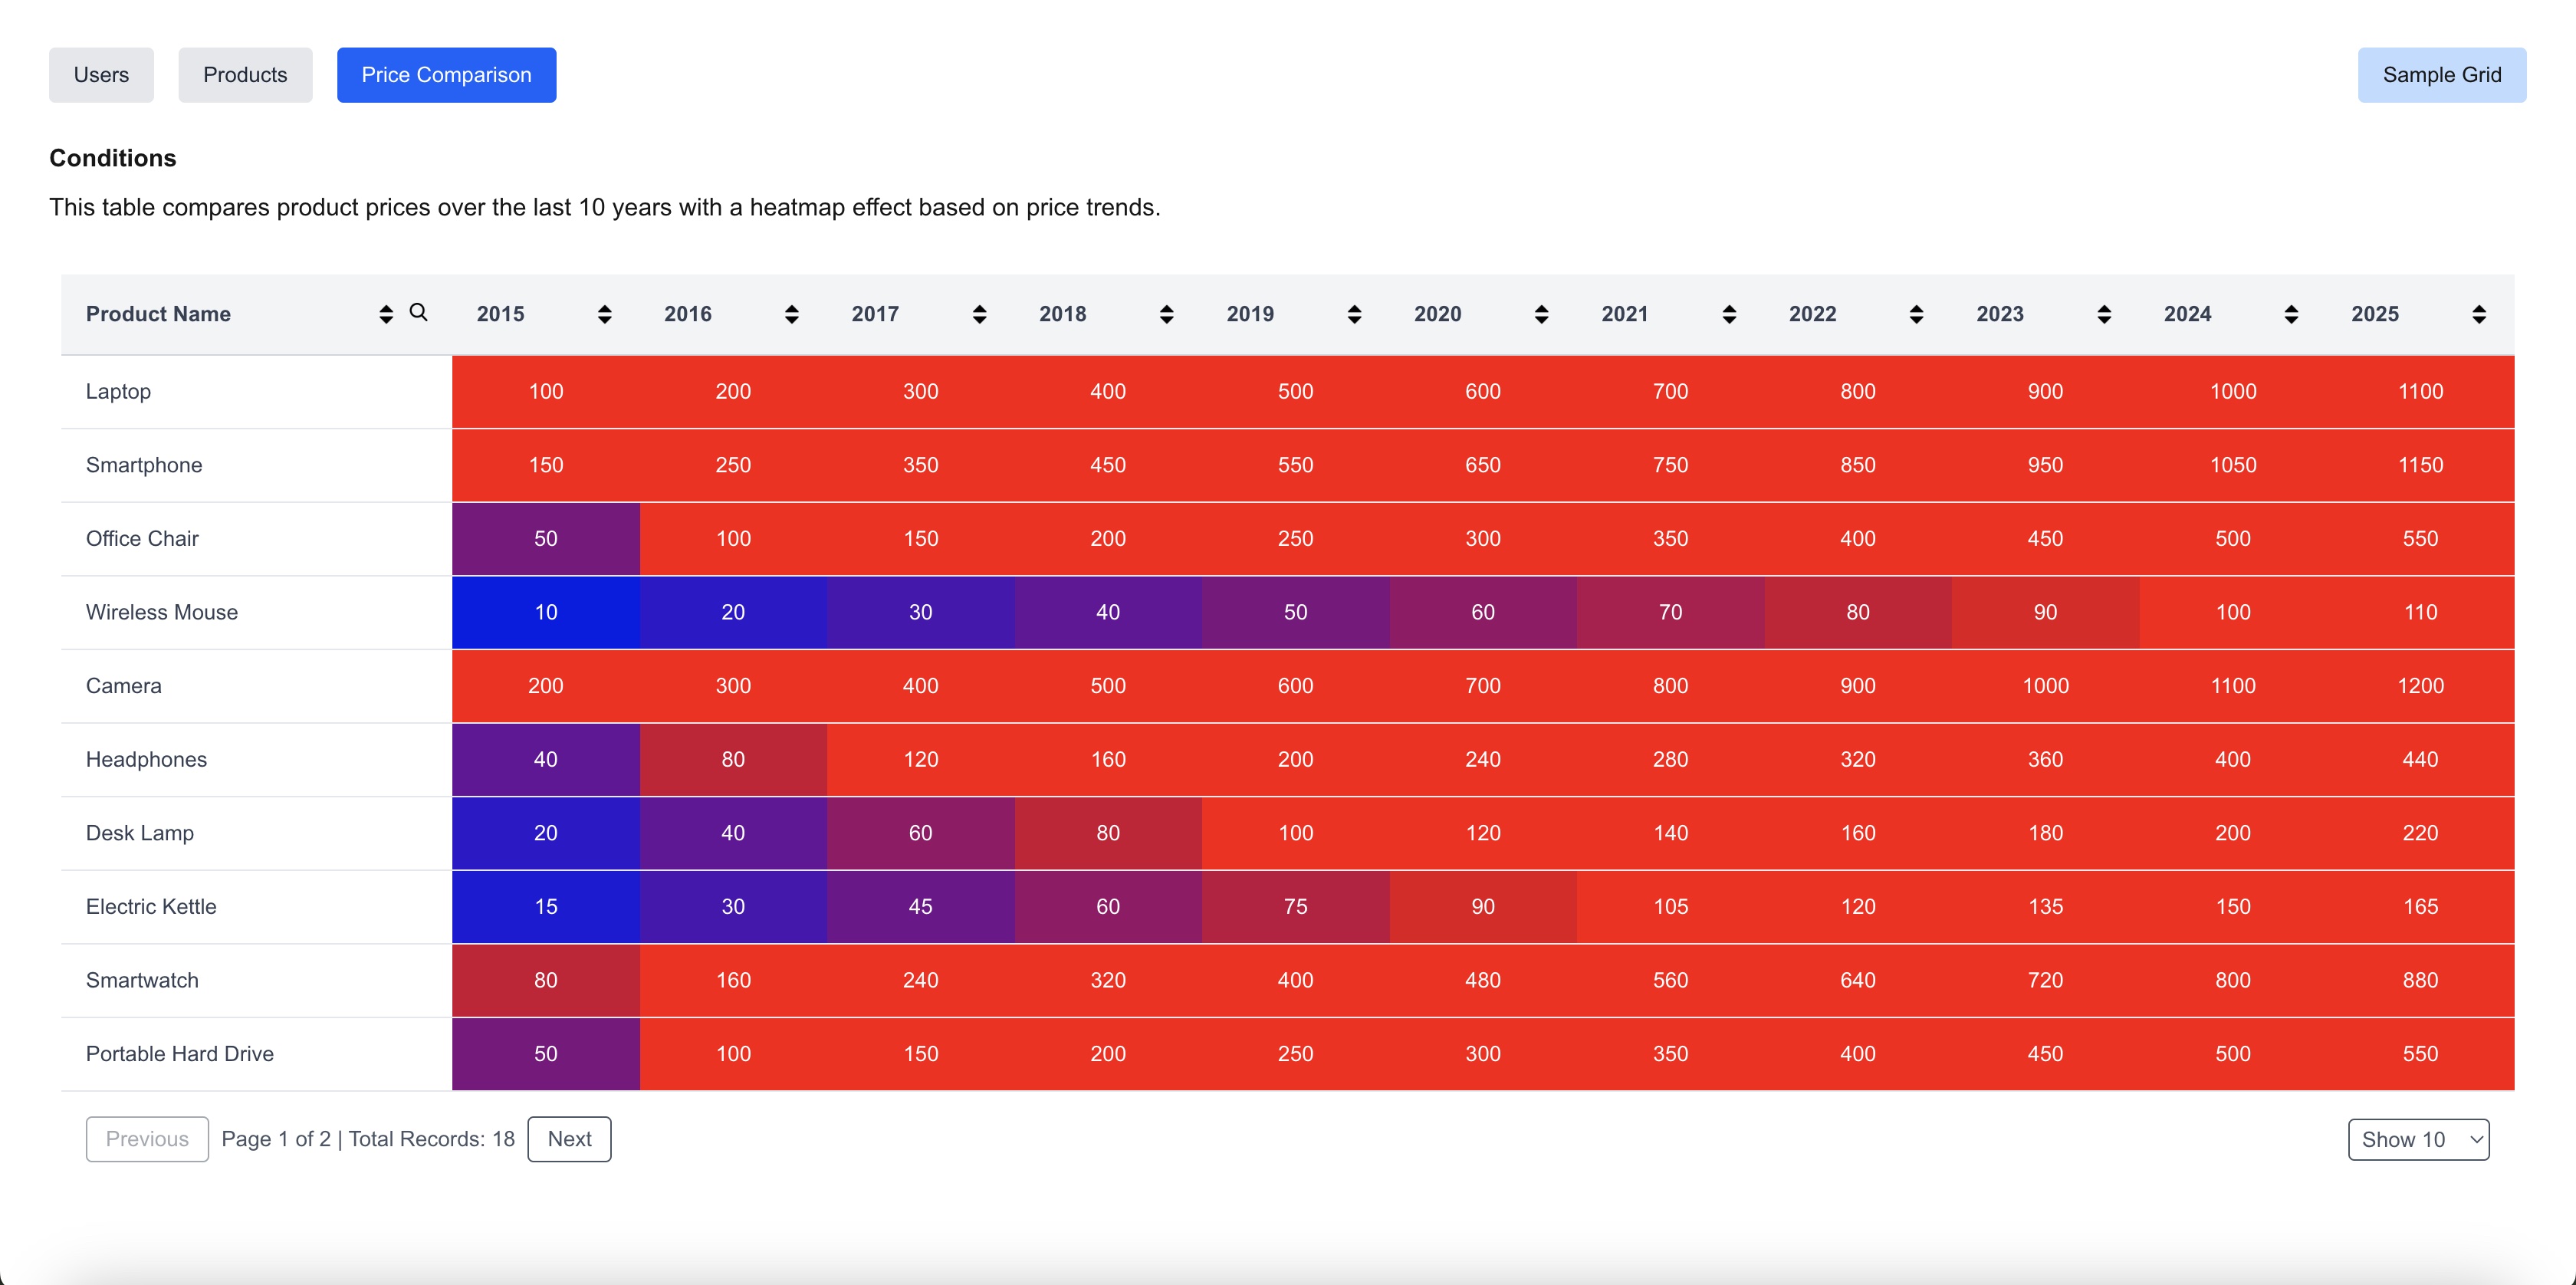 Users Products Price Comparison Sample Grid
Conditions
This table compares product prices over the last 10 years with a heatmap effect based on price trends.
Product Name 2015 2016 2017 2018 2019 2020 2021 2022 2023 2024 2025
Laptop 100 200 300 400 500 600 700 800 900 1000 1100
Smartphone 150 250 350 450 550 650 750 850 950 1050 1150
Office Chair 50 100 150 200 250 300 350 400 450 500 550
Wireless Mouse 10 20 30 40 50 60 70 80 90 100 110
Camera 200 300 400 500 600 700 800 900 1000 1100 1200
Headphones 40 80 120 160 200 240 280 320 360 400 440
Desk Lamp 20 40 60 80 100 120 140 160 180 200 220
Electric Kettle 15 30 45 60 75 90 105 120 135 150 165
Smartwatch 80 160 240 320 400 480 560 640 720 800 880
Portable Hard Drive 50 100 150 200 250 300 350 400 450 500 550
Previous Page 1 of 2 | Total Records: 18 Next Show 10